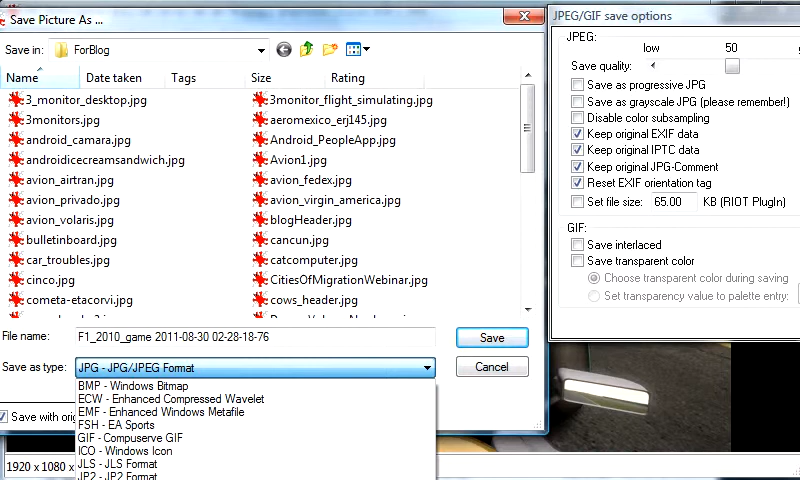 Save Picture As ...
Save in: ForBlog
Name Date taken Tags Size Rating
3_monitor_desktop.jpg 3monitor_flight_simulating.jpg
3monitors.jpg aeromexico_erj145.jpg
android_camara.jpg Android_PeopleApp.jpg
androidicecreamsandwich.jpg Avion1.jpg
avion_airtran.jpg avion_fedex.jpg
avion_privado.jpg avion_virgin_america.jpg
avion_volaris.jpg blogHeader.jpg
bulletinboard.jpg cancun.jpg
car_troubles.jpg catcomputer.jpg
cinco.jpg CitiesOfMigrationWebinar.jpg
cometa-etacorvi.jpg cows_header.jpg
File name: F1_2010_game 2011-08-30 02-28-18-76 Save
Save as type: JPG - JPG/JPEG Format Cancel
BMP - Windows Bitmap
ECW - Enhanced Compressed Wavelet
EMF - Enhanced Windows Metafile
FSH - EA Sports
GIF - Compuserve GIF
ICO - Windows Icon
JLS - JLS Format
JP2 - JP2 Format
Save with
1920 x 1080 x
JPEG/GIF save options
JPEG:
low 50
Save quality:
Save as progressive JPG
Save as grayscale JPG (please remember!)
Disable color subsampling
Keep original EXIF data
Keep original IPTC data
Keep original JPG-Comment
Reset EXIF orientation tag
Set file size: 65.00 KB (RIOT PlugIn)
GIF:
Save interlaced
Save transparent color
Choose transparent color during saving
Set transparency value to palette entry: